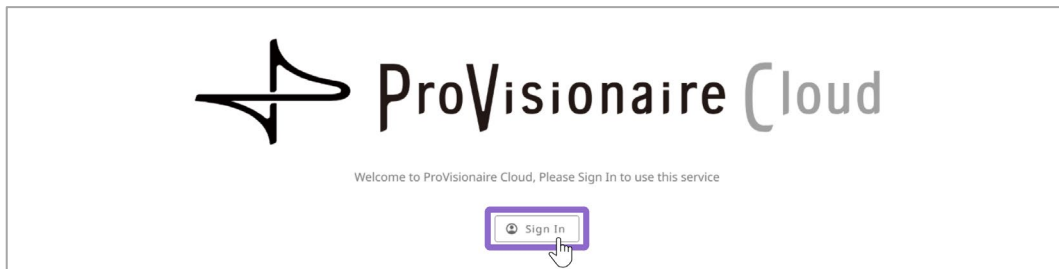 ProVisionaire Cloud
Welcome to ProVisionaire Cloud, Please Sign In to use this service
Sign In